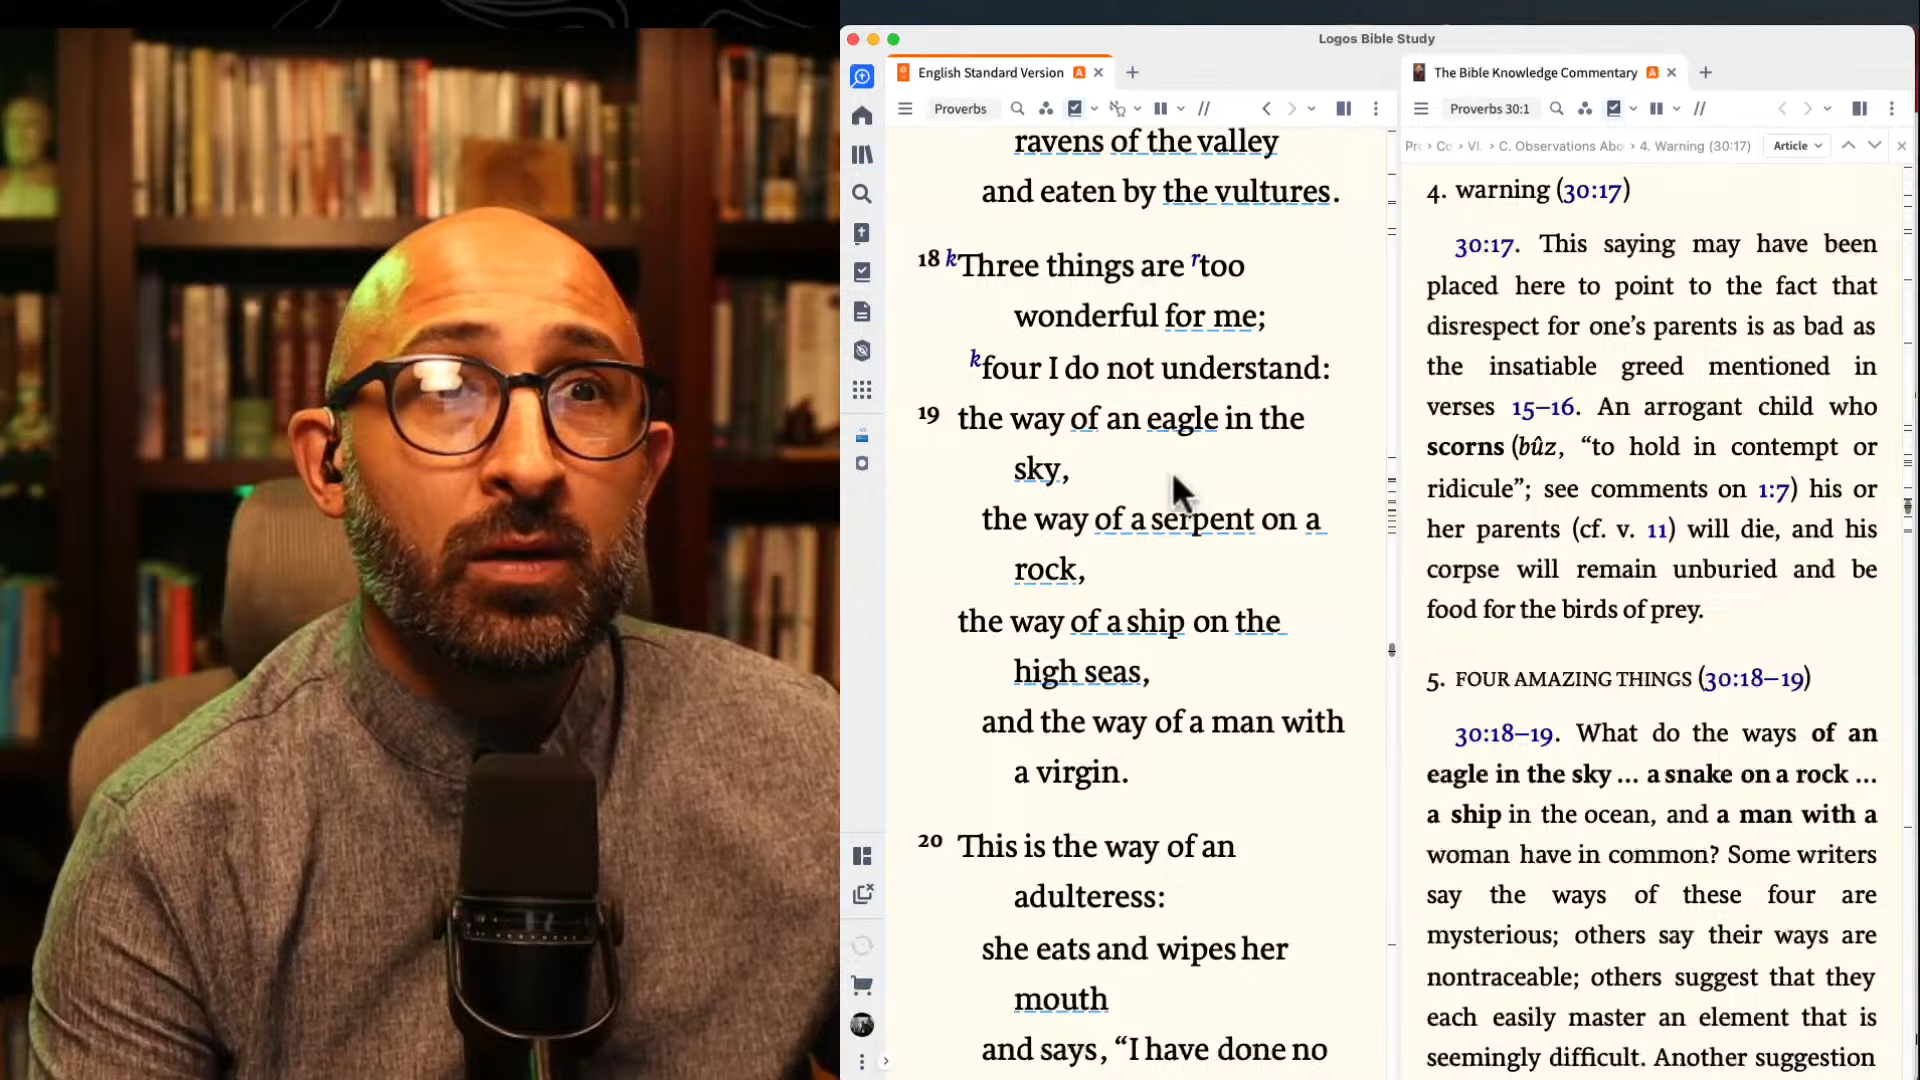 Logos Bible Study
English Standard Version A
The Bible Knowledge Commentary A
Proverbs
Proverbs 30:1
C. Observations Abo › 4. Warning (30:17)
Article
ravens of the valley
and eaten by the vultures.
18 kThree things are rtoo
wonderful for me;
kfour I do not understand:
19 the way of an eagle in the
sky,
the way of a serpent on a
rock,
the way of a ship on the
high seas,
and the way of a man with
a virgin.
20 This is the way of an
adulteress:
she eats and wipes her
mouth
and says, “I have done no
4. warning (30:17)
30:17. This saying may have been
placed here to point to the fact that
disrespect for one’s parents is as bad as
the insatiable greed mentioned in
verses 15–16. An arrogant child who
scorns (bûz, “to hold in contempt or
ridicule”; see comments on 1:7) his or
her parents (cf. v. 11) will die, and his
corpse will remain unburied and be
food for the birds of prey.
5. FOUR AMAZING THINGS (30:18–19)
30:18–19. What do the ways of an
eagle in the sky ... a snake on a rock ...
a ship in the ocean, and a man with a
woman have in common? Some writers
say the ways of these four are
mysterious; others say their ways are
nontraceable; others suggest that they
each easily master an element that is
seemingly difficult. Another suggestion